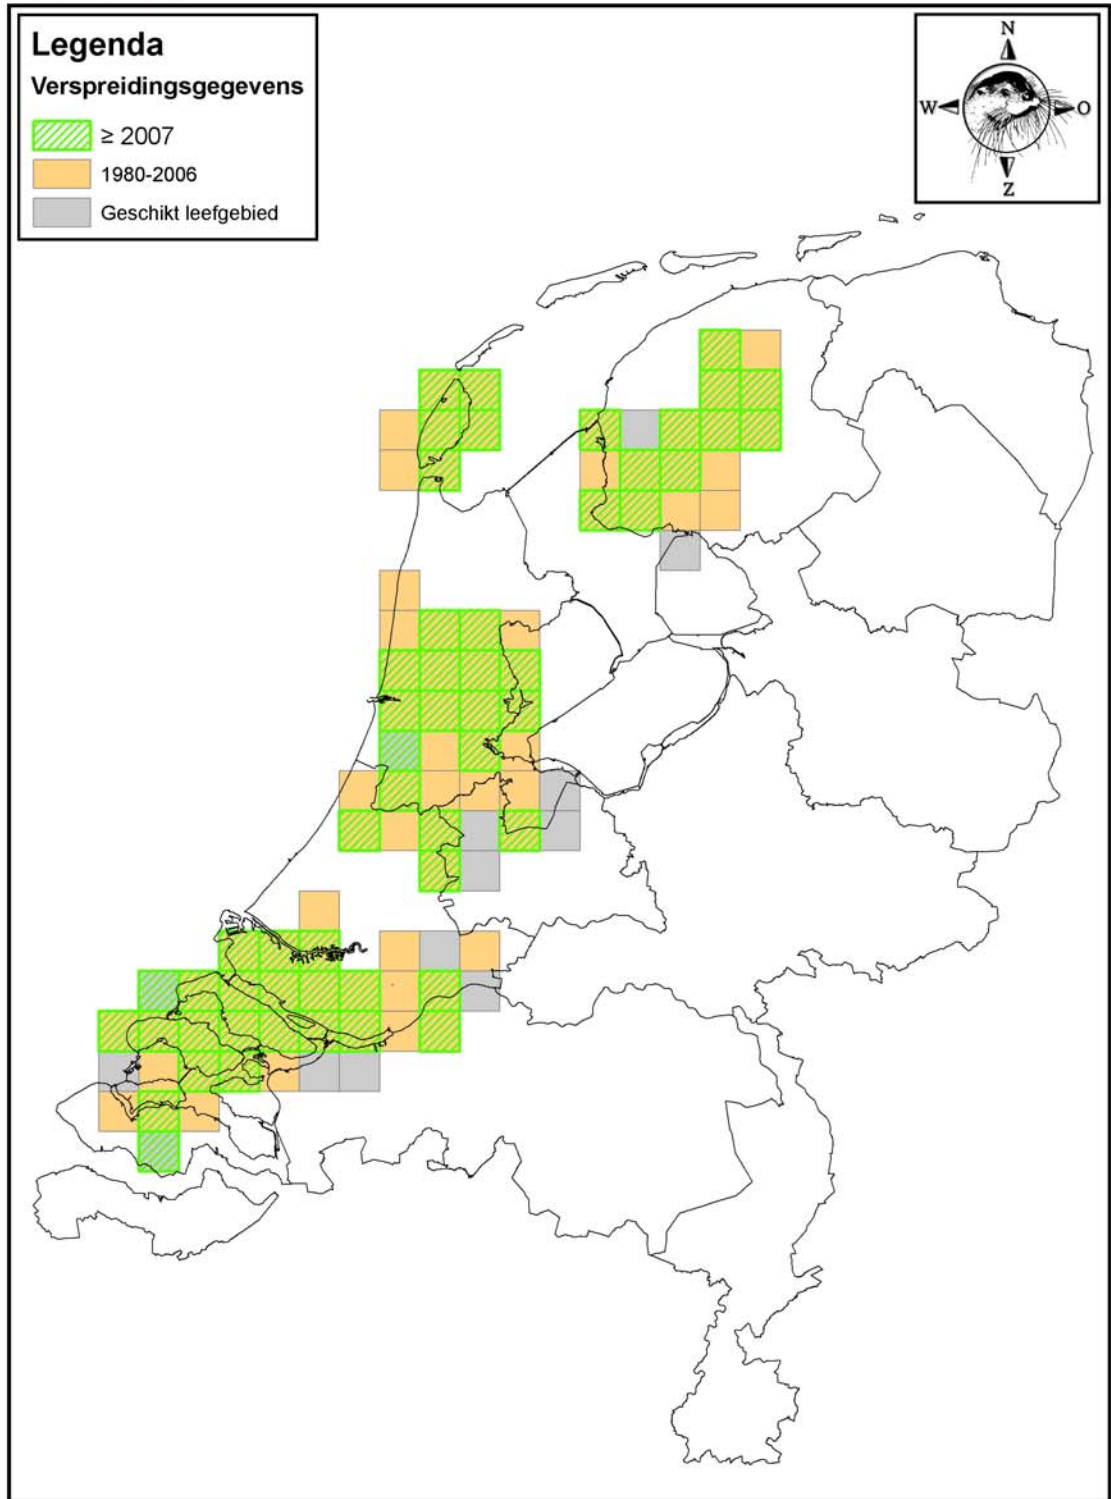 Legenda
Verspreidingsgegevens
≥ 2007
1980-2006
Geschikt leefgebied
N
W O
Z